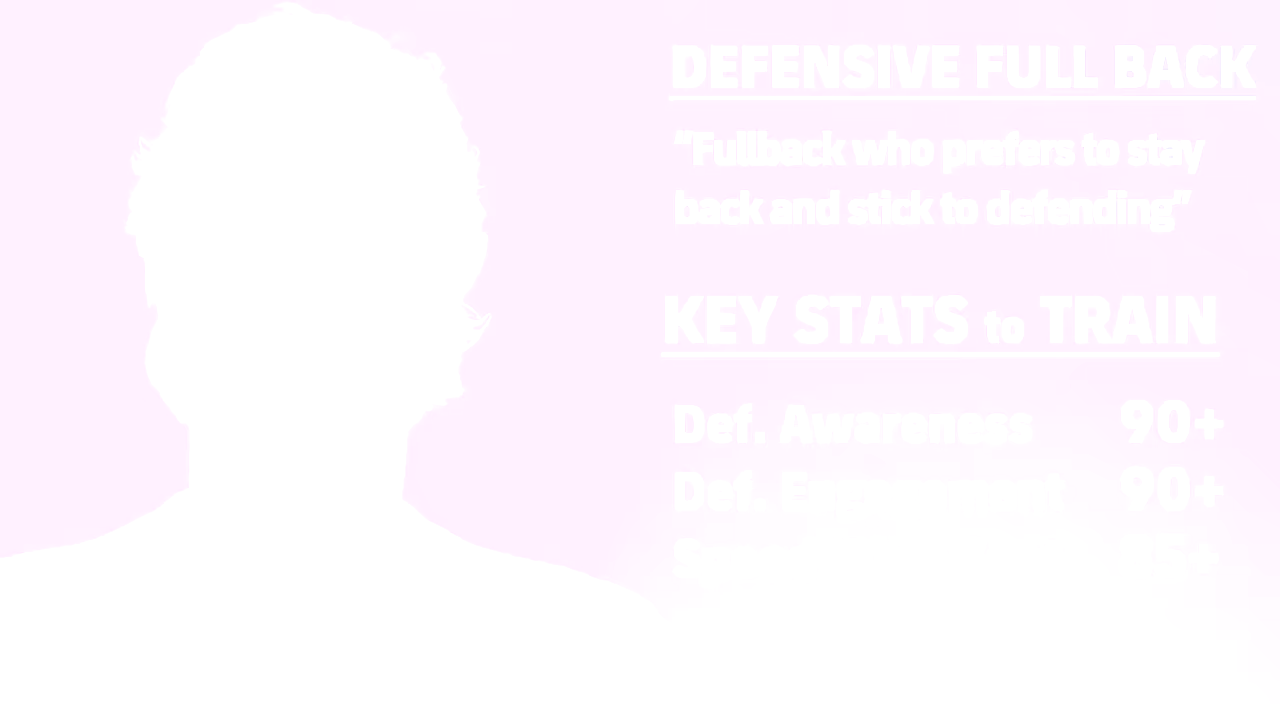 DEFENSIVE FULL BACK
“Fullback who prefers to stay
back and stick to defending”
KEY STATS to TRAIN
Def. Awareness 90+
Def. 90+